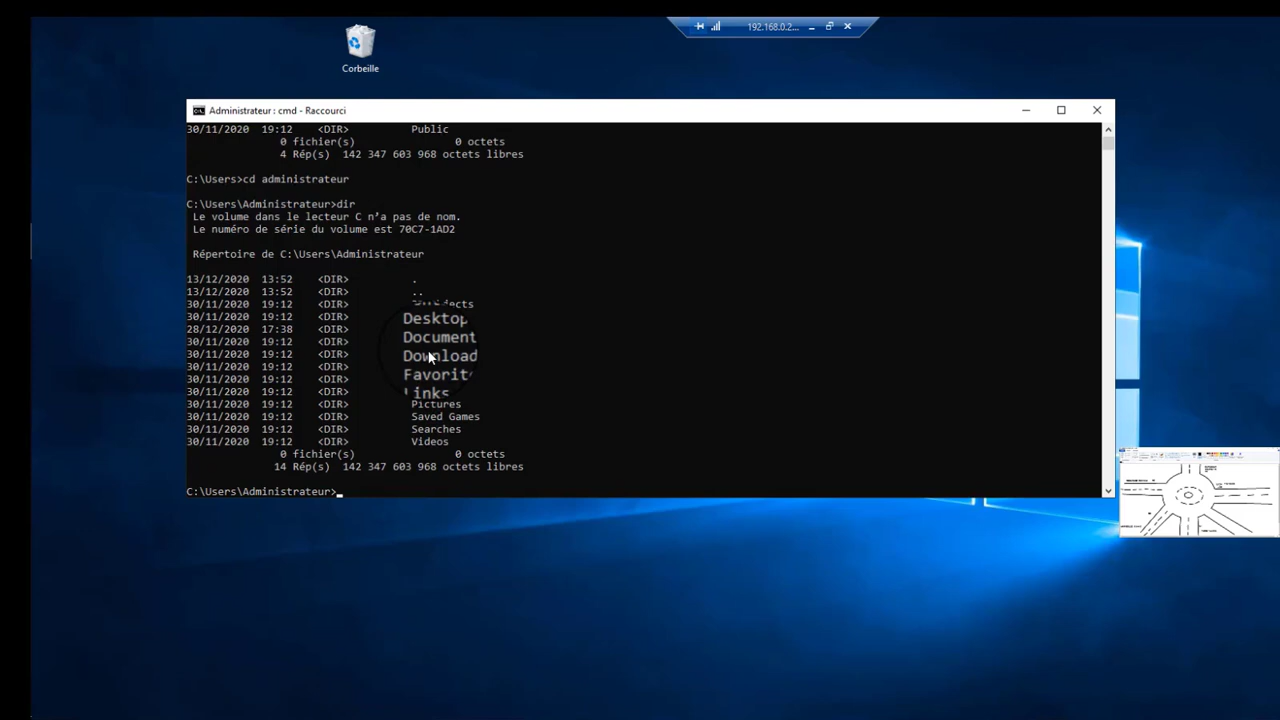 192.168.0.2...
Corbeille
Administrateur : cmd - Raccourci
30/11/2020 19:12 <DIR> Public
0 fichier(s) 0 octets
4 Rép(s) 142 347 603 968 octets libres
C:\Users>cd administrateur
C:\Users\Administrateur>dir
Le volume dans le lecteur C n’a pas de nom.
Le numéro de série du volume est 70C7-1AD2
Répertoire de C:\Users\Administrateur
13/12/2020 13:52 <DIR> .
13/12/2020 13:52 <DIR> ..
30/11/2020 19:12 <DIR>
30/11/2020 19:12 <DIR> Desktop
28/12/2020 17:38 <DIR> Document
30/11/2020 19:12 <DIR> Download
30/11/2020 19:12 <DIR> Favorit
30/11/2020 19:12 <DIR> Links
30/11/2020 19:12 <DIR>
30/11/2020 19:12 <DIR>
30/11/2020 19:12 <DIR> Pictures
30/11/2020 19:12 <DIR> Saved Games
30/11/2020 19:12 <DIR> Searches
30/11/2020 19:12 <DIR> Videos
0 fichier(s) 0 octets
14 Rép(s) 142 347 603 968 octets libres
C:\Users\Administrateur>